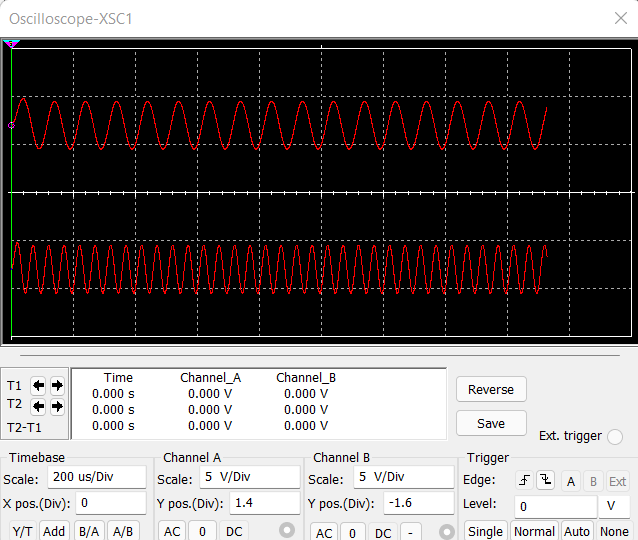 Oscilloscope-XSC1
Time Channel_A Channel_B
T1 0.000 s 0.000 V 0.000 V
T2 0.000 s 0.000 V 0.000 V
T2-T1 0.000 s 0.000 V 0.000 V
Reverse
Save
Ext. trigger
Timebase
Scale: 200 us/Div
X pos.(Div): 0
Y/T Add B/A A/B
Channel A
Scale: 5 V/Div
Y pos.(Div): 1.4
AC 0 DC
Channel B
Scale: 5 V/Div
Y pos.(Div): -1.6
AC 0 DC -
Trigger
Edge: A B Ext
Level: 0 V
Single Normal Auto None